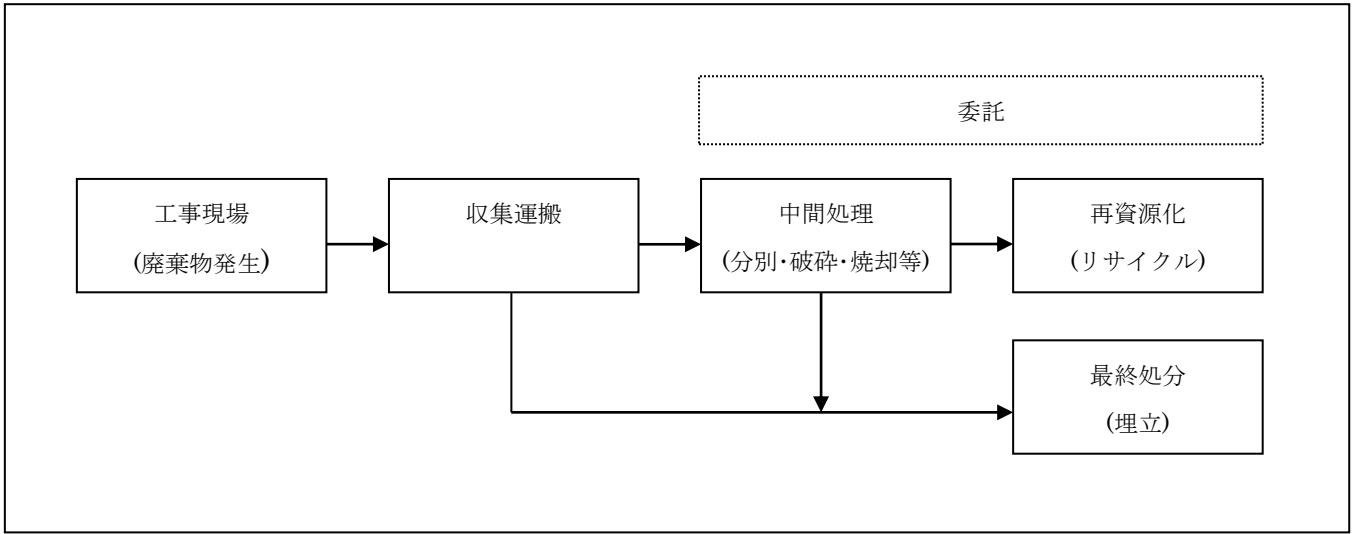 委託
工事現場
(廃棄物発生)
収集運搬
中間処理
(分別・破砕・焼却等)
再資源化
(リサイクル)
最終処分
(埋立)